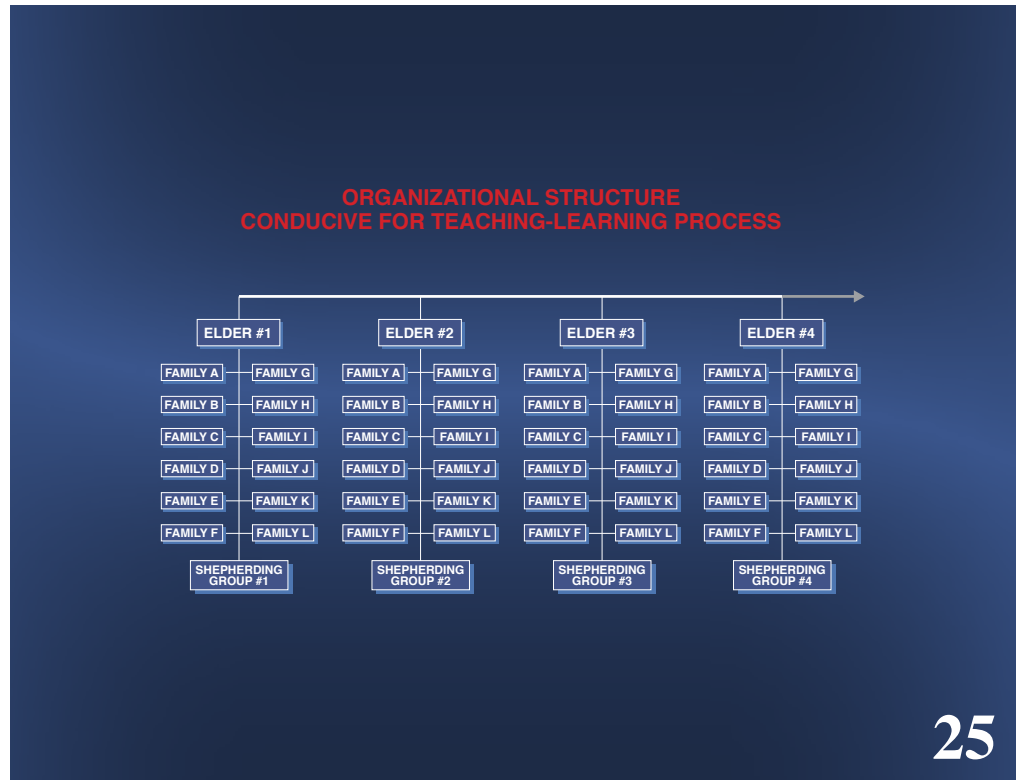 ORGANIZATIONAL STRUCTURE
CONDUCIVE FOR TEACHING-LEARNING PROCESS
ELDER #1
ELDER #2
ELDER #3
ELDER #4
FAMILY A
FAMILY G
FAMILY A
FAMILY G
FAMILY A
FAMILY G
FAMILY A
FAMILY G
FAMILY B
FAMILY H
FAMILY B
FAMILY H
FAMILY B
FAMILY H
FAMILY B
FAMILY H
FAMILY C
FAMILY I
FAMILY C
FAMILY I
FAMILY C
FAMILY I
FAMILY C
FAMILY I
FAMILY D
FAMILY J
FAMILY D
FAMILY J
FAMILY D
FAMILY J
FAMILY D
FAMILY J
FAMILY E
FAMILY K
FAMILY E
FAMILY K
FAMILY E
FAMILY K
FAMILY E
FAMILY K
FAMILY F
FAMILY L
FAMILY F
FAMILY L
FAMILY F
FAMILY L
FAMILY F
FAMILY L
SHEPHERDING
GROUP #1
SHEPHERDING
GROUP #2
SHEPHERDING
GROUP #3
SHEPHERDING
GROUP #4
25